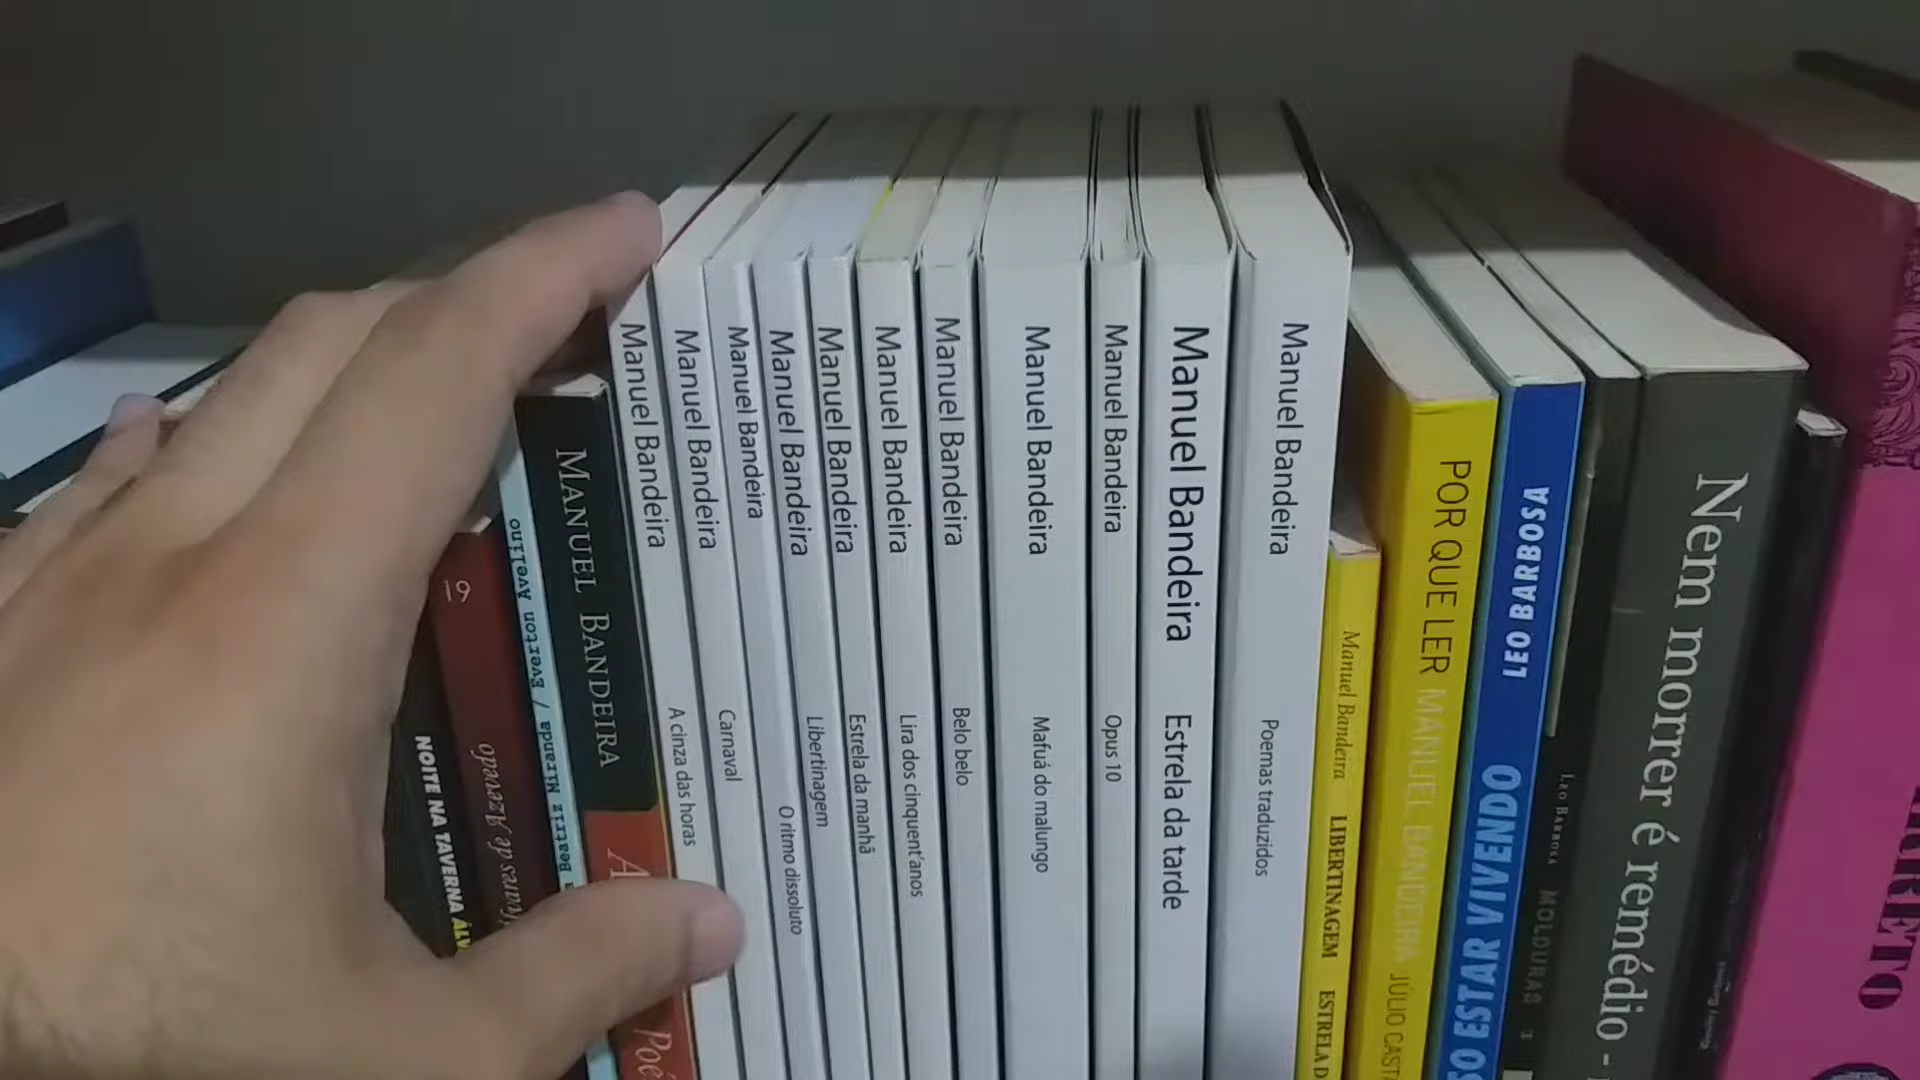 NOITE NA TAVERNA
de Azevedo
Everton Avelino
Beatriz Miranda /
MANUEL BANDEIRA
Manuel Bandeira
A cinza das horas
Manuel Bandeira
Carnaval
Manuel Bandeira
O ritmo dissoluto
Manuel Bandeira
Libertinagem
Manuel Bandeira
Estrela da manhã
Manuel Bandeira
Lira dos cinquent'anos
Manuel Bandeira
Belo belo
Manuel Bandeira
Mafuá do malungo
Manuel Bandeira
Opus 10
Manuel Bandeira
Estrela da tarde
Manuel Bandeira
Poemas traduzidos
Manuel Bandeira LIBERTINAGEM ESTRELA D
POR QUE LER MANUEL BANDEIRA JÚLIO CAST
LEO BARBOSA
SÓ ESTAR VIVENDO
LEO BARBOSA MOLDURAS
Nem morrer é remédio -